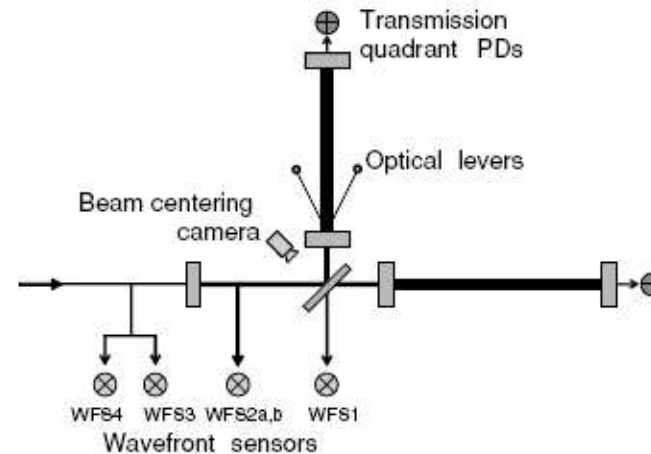 Transmission
quadrant PDs
Optical levers
Beam centering
camera
WFS4 WFS3 WFS2a,b WFS1
Wavefront sensors